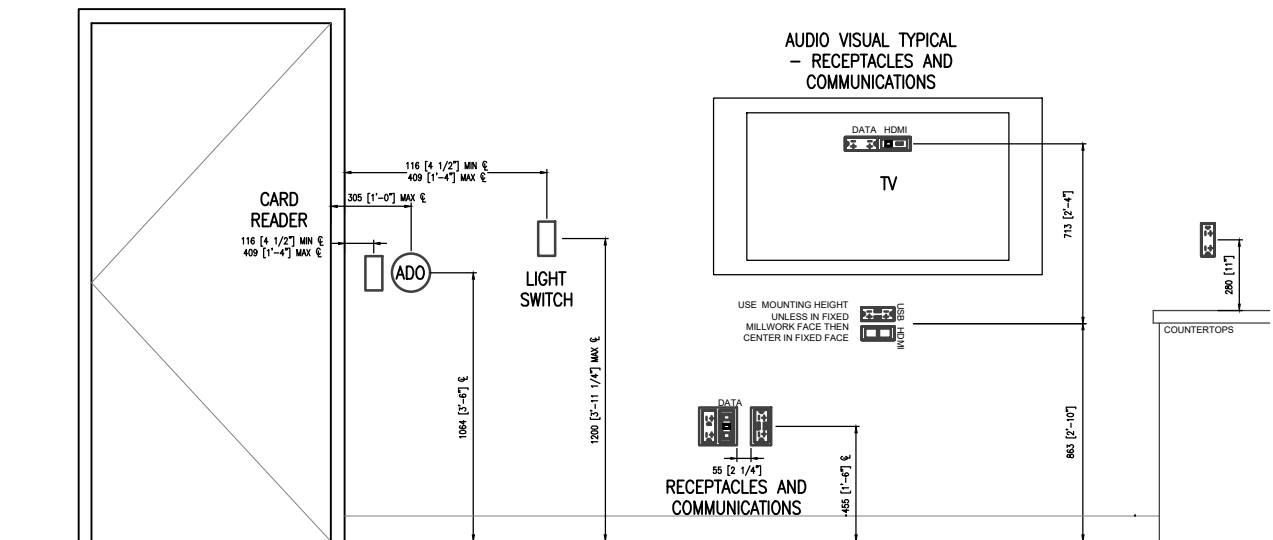 AUDIO VISUAL TYPICAL
– RECEPTACLES AND
COMMUNICATIONS
DATA HDMI
TV
713 [2'-4"]
116 [4 1/2"] MIN ℄
409 [1'-4"] MAX ℄
305 [1'-0"] MAX ℄
CARD
READER
116 [4 1/2"] MIN ℄
409 [1'-4"] MAX ℄
ADO
LIGHT
SWITCH
1064 [3'-6"] ℄
1200 [3'-11 1/4"] MAX ℄
USE MOUNTING HEIGHT
UNLESS IN FIXED
MILLWORK FACE THEN
CENTER IN FIXED FACE
USB
HDMI
280 [11"]
COUNTERTOPS
DATA
55 [2 1/4"]
RECEPTACLES AND
COMMUNICATIONS
455 [1'-6"] ℄
863 [2'-10"]